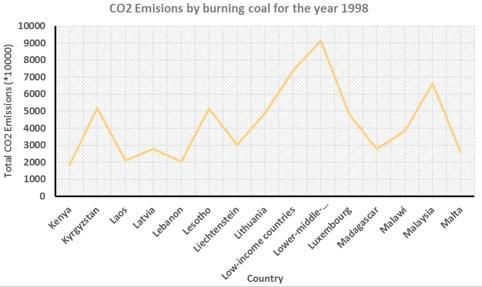 CO2 Emisions by burning coal for the year 1998
Total CO2 Emissions (*10000)
10000
9000
8000
7000
6000
5000
4000
3000
2000
1000
0
Kenya
Kyrgyzstan
Laos
Latvia
Lebanon
Lesotho
Liechtenstein
Lithuania
Low-income countries
Lower-middle-...
Luxembourg
Madagascar
Malawi
Malaysia
Malta
Country